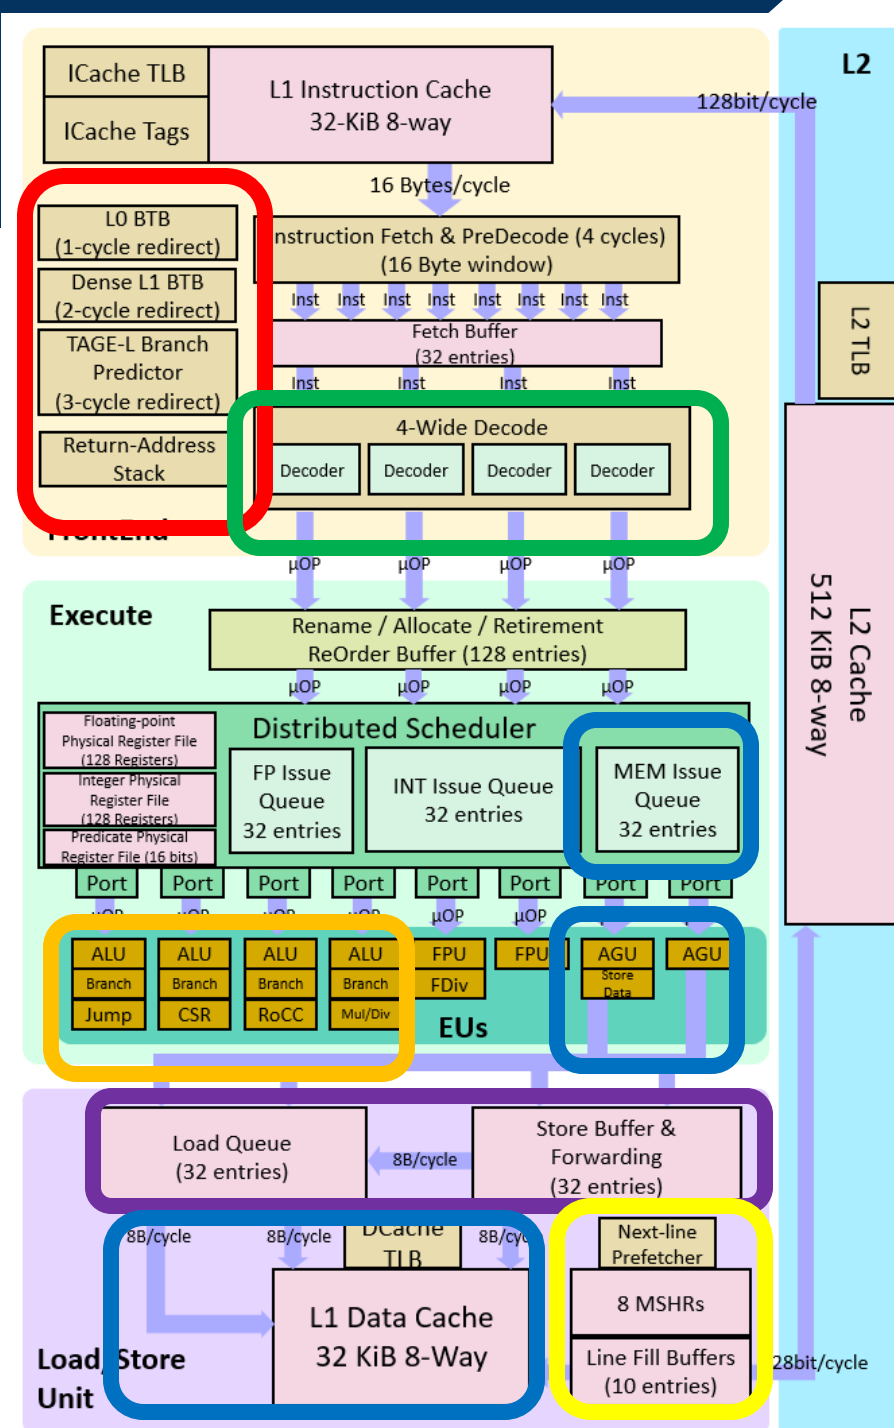 ICache TLB
ICache Tags
L1 Instruction Cache
32-KiB 8-way
L2
128bit/cycle
16 Bytes/cycle
L0 BTB
(1-cycle redirect)
Dense L1 BTB
(2-cycle redirect)
TAGE-L Branch
Predictor
(3-cycle redirect)
Return-Address
Stack
FrontEnd
nstruction Fetch & PreDecode (4 cycles)
(16 Byte window)
Inst Inst Inst Inst Inst Inst Inst Inst
Fetch Buffer
(32 entries)
Inst Inst Inst Inst
4-Wide Decode
Decoder Decoder Decoder Decoder
µOP µOP µOP µOP
L2 TLB
L2 Cache
512 KiB 8-way
Execute
Rename / Allocate / Retirement
ReOrder Buffer (128 entries)
µOP µOP µOP µOP
Distributed Scheduler
Floating-point
Physical Register File
(128 Registers)
Integer Physical
Register File
(128 Registers)
Predicate Physical
Register File (16 bits)
FP Issue
Queue
32 entries
INT Issue Queue
32 entries
MEM Issue
Queue
32 entries
Port Port Port Port Port Port Port Port
µOP µOP µOP µOP µOP µOP
ALU ALU ALU ALU FPU FPU AGU AGU
Branch Branch Branch Branch FDiv Store
Data
Jump CSR RoCC Mul/Div
EUs
Load Queue
(32 entries)
8B/cycle
Store Buffer &
Forwarding
(32 entries)
8B/cycle 8B/cycle 8B/cyc
DCache
TLB
L1 Data Cache
32 KiB 8-Way
Next-line
Prefetcher
8 MSHRs
Line Fill Buffers
(10 entries)
28bit/cycle
Load/Store
Unit